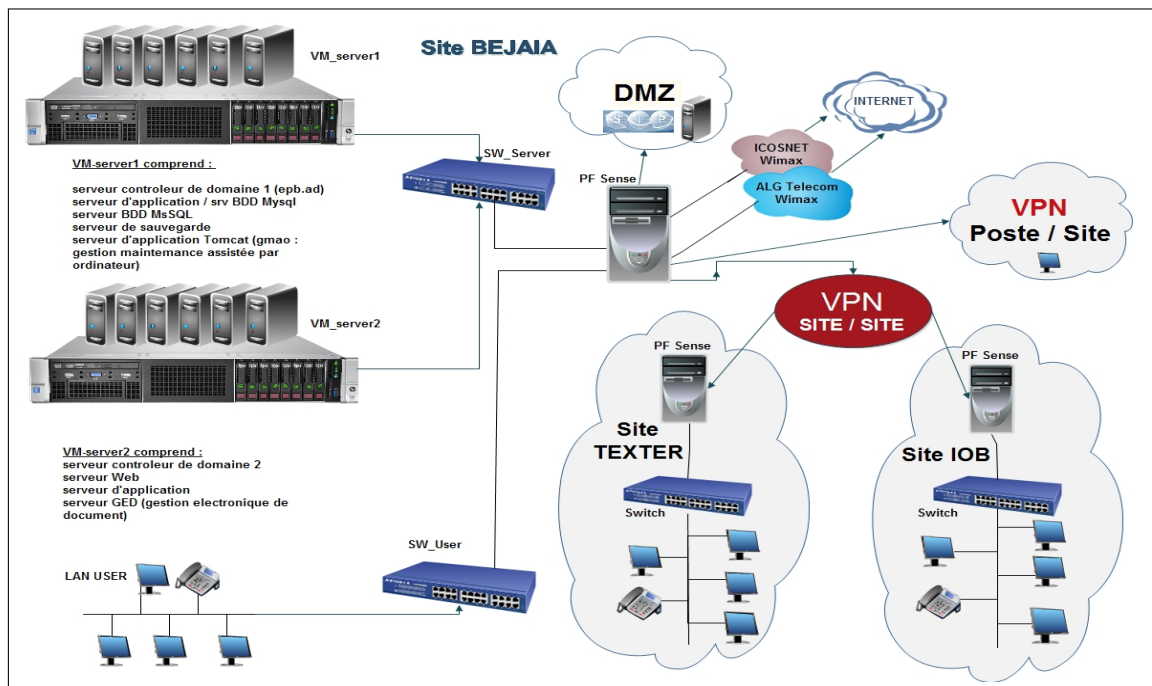 Site BEJAIA
VM_server1
DMZ
S I P
INTERNET
ICOSNET
Wimax
ALG Telecom
Wimax
SW_Server
PF Sense
VM-server1 comprend :
serveur controleur de domaine 1 (epb.ad)
serveur d'application / srv BDD Mysql
serveur BDD MsSQL
serveur de sauvegarde
serveur d'application Tomcat (gmao :
gestion maintemance assistée par
ordinateur)
VPN
Poste / Site
VM_server2
VPN
SITE / SITE
PF Sense
PF Sense
Site
TEXTER
Site IOB
VM-server2 comprend :
serveur controleur de domaine 2
serveur Web
serveur d'application
serveur GED (gestion electronique de
document)
Switch
Switch
SW_User
LAN USER